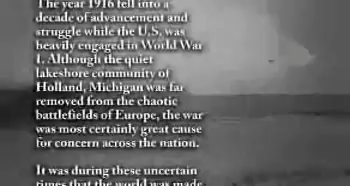 The year 1916 fell into a
decade of advancement and
struggle while the U.S. was
heavily engaged in World War
I. Although the quiet
lakeshore community of
Holland, Michigan was far
removed from the chaotic
battlefields of Europe, the war
was most certainly great cause
for concern across the nation.
It was during these uncertain
times that the world was made